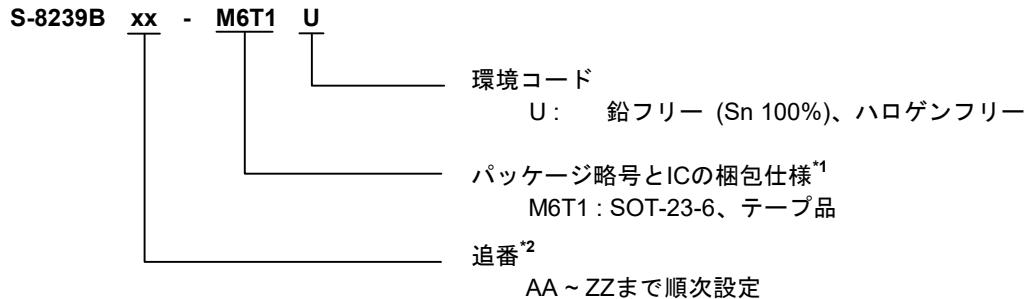 S-8239B xx - M6T1 U
環境コード
U : 鉛フリー (Sn 100%)、ハロゲンフリー
パッケージ略号とICの梱包仕様*1
M6T1 : SOT-23-6、テープ品
追番*2
AA ~ ZZまで順次設定